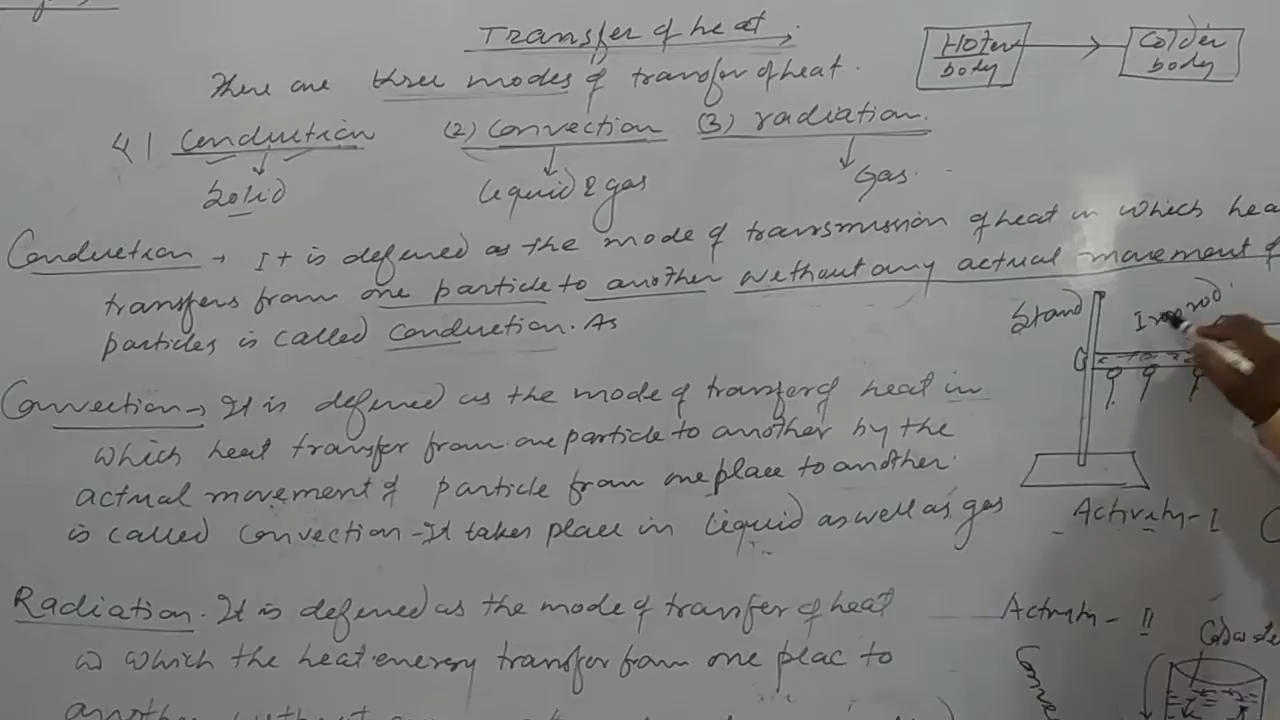 Transfer of heat.
Hoter body → Colder body
There are three modes of transfer of heat.
(1) Conduction (2) Convection (3) radiation.
Solid Liquid & gas Gas.
Conduction → It is defined as the mode of transmission of heat in which hea
transfers from one particle to another without any actual movement of
particles is called conduction. As
Stand Iron rod
Convection → It is defined as the mode of transfer of heat in
which heat transfer from one particle to another by the
actual movement of particle from one place to another.
is called Convection - It takes place in liquid as well as gas
Activity - I
Radiation. It is defined as the mode of transfer of heat
in which the heat energy transfer from one plac to
another without
Activity - II
Conve